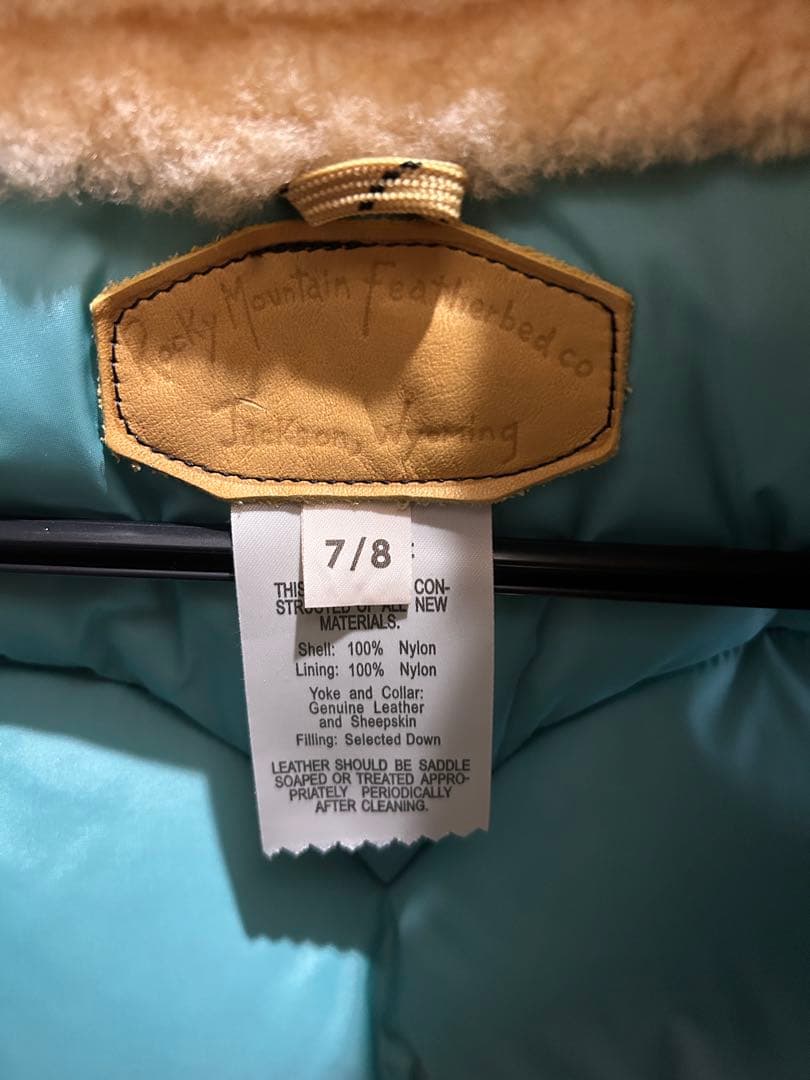 Rocky Mountain Featherbed co
Jackson, Wyoming
7/8
THIS CON-
STRUCTED OF ALL NEW
MATERIALS.
Shell: 100% Nylon
Lining: 100% Nylon
Yoke and Collar:
Genuine Leather
and Sheepskin
Filling: Selected Down
LEATHER SHOULD BE SADDLE
SOAPED OR TREATED APPRO-
PRIATELY PERIODICALLY
AFTER CLEANING.